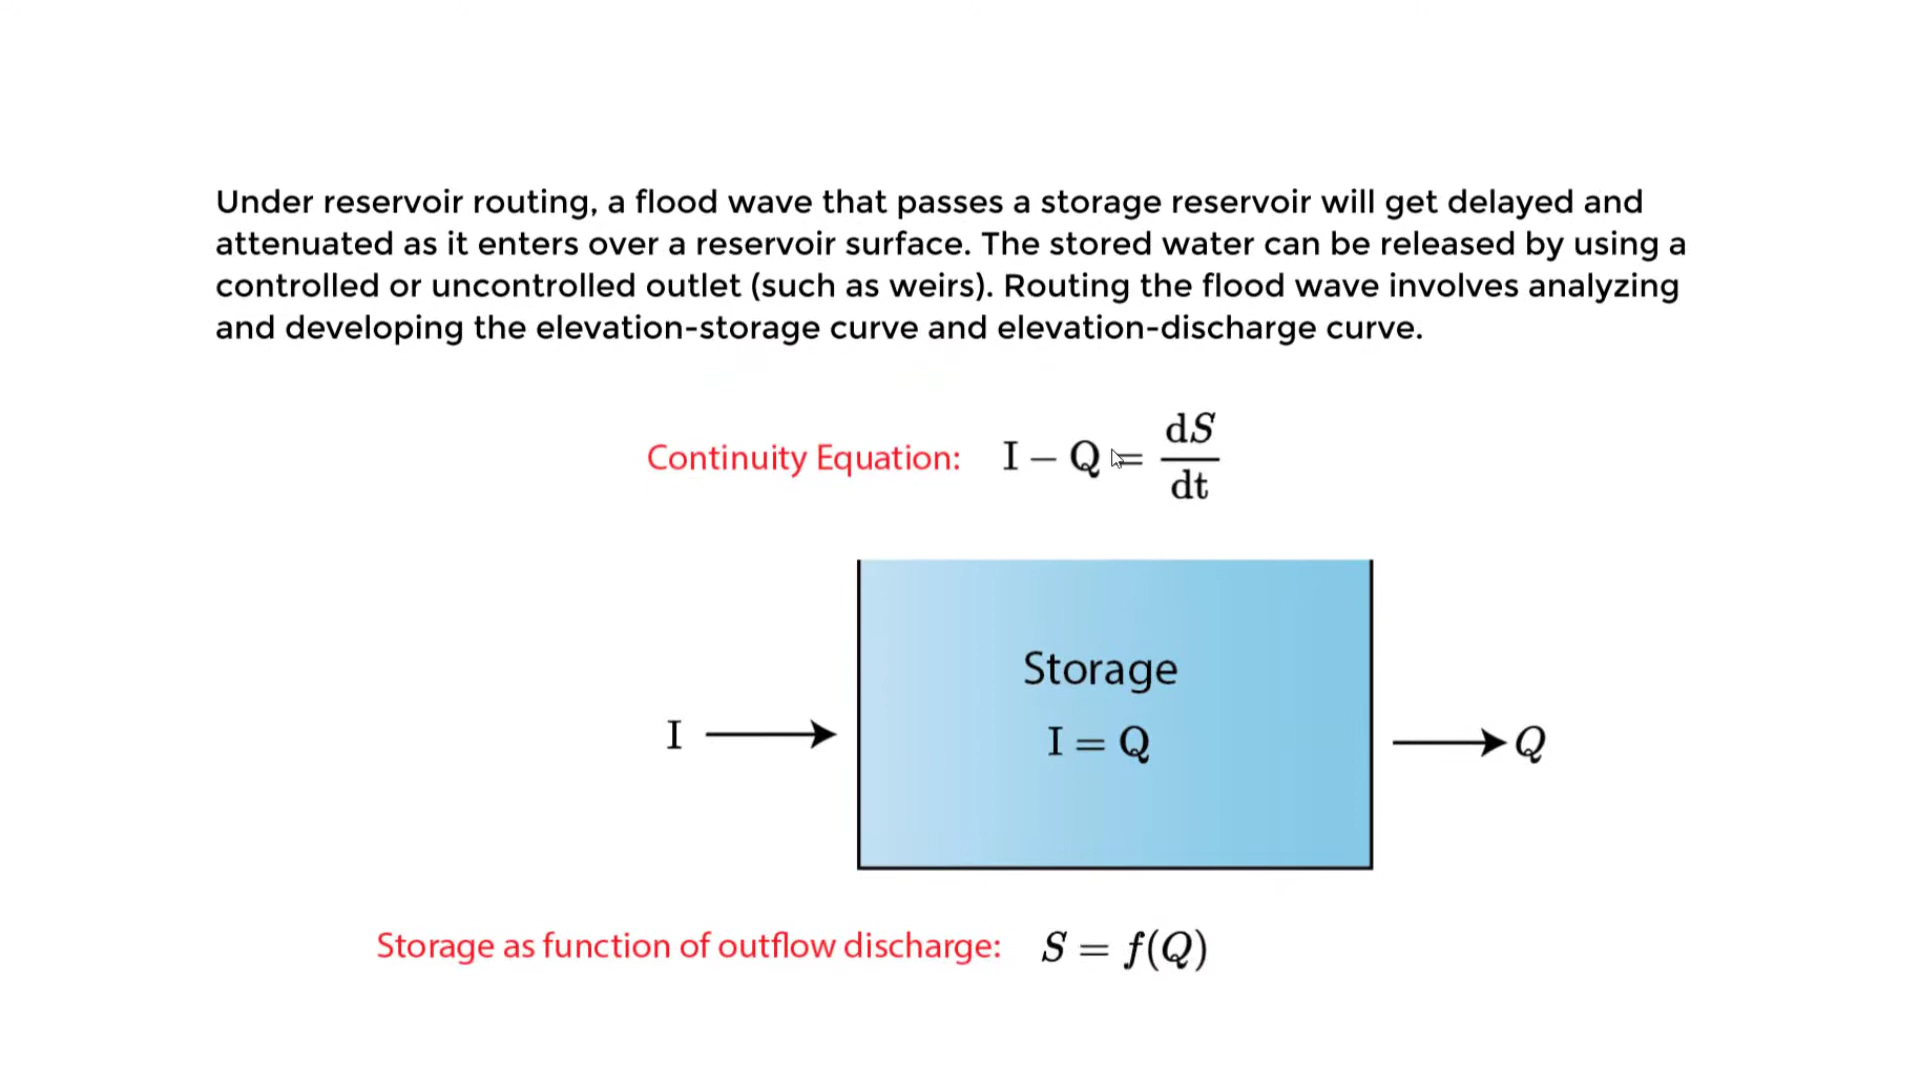 Under reservoir routing, a flood wave that passes a storage reservoir will get delayed and
attenuated as it enters over a reservoir surface. The stored water can be released by using a
controlled or uncontrolled outlet (such as weirs). Routing the flood wave involves analyzing
and developing the elevation-storage curve and elevation-discharge curve.
Continuity Equation: I − Q = dS/dt
Storage
I
I = Q
Q
Storage as function of outflow discharge: S = f(Q)